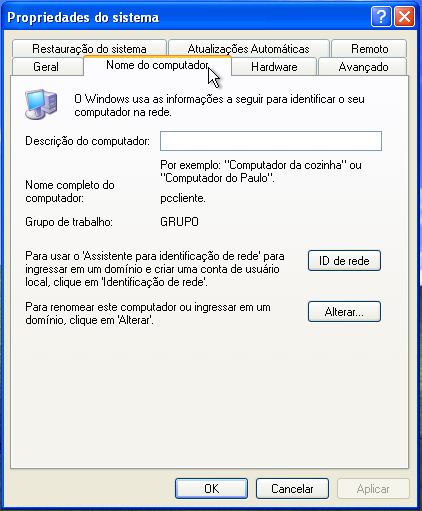 Propriedades do sistema
Restauração do sistema
Atualizações Automáticas
Remoto
Geral
Nome do computador
Hardware
Avançado
O Windows usa as informações a seguir para identificar o seu
computador na rede.
Descrição do computador:
Por exemplo: "Computador da cozinha" ou
"Computador do Paulo".
Nome completo do
computador:
pccliente.
Grupo de trabalho:
GRUPO
Para usar o 'Assistente para identificação de rede' para
ingressar em um domínio e criar uma conta de usuário
local, clique em 'Identificação de rede'.
ID de rede
Para renomear este computador ou ingressar em um
domínio, clique em 'Alterar'.
Alterar...
OK
Cancelar
Aplicar